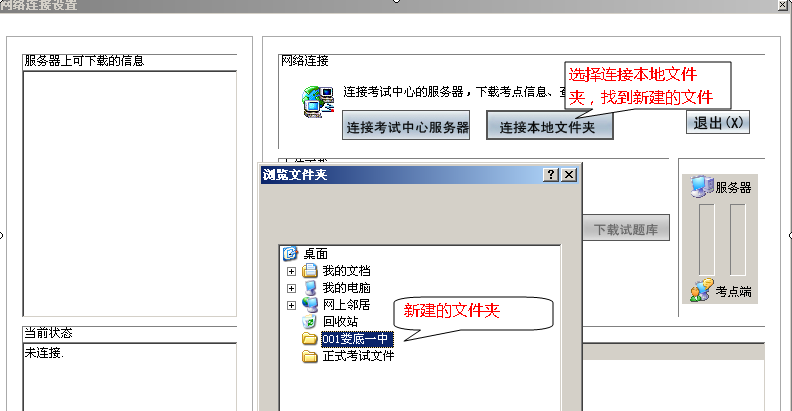 网络连接设置
服务器上可下载的信息
网络连接
连接考试中心的服务器，下载考点信息、
选择连接本地文件
夹，找到新建的文件
连接考试中心服务器
连接本地文件夹
退出(X)
浏览文件夹
服务器
下载试题库
桌面
我的文档
我的电脑
网上邻居
新建的文件夹
回收站
考点端
001娄底一中
正式考试文件
当前状态
未连接.